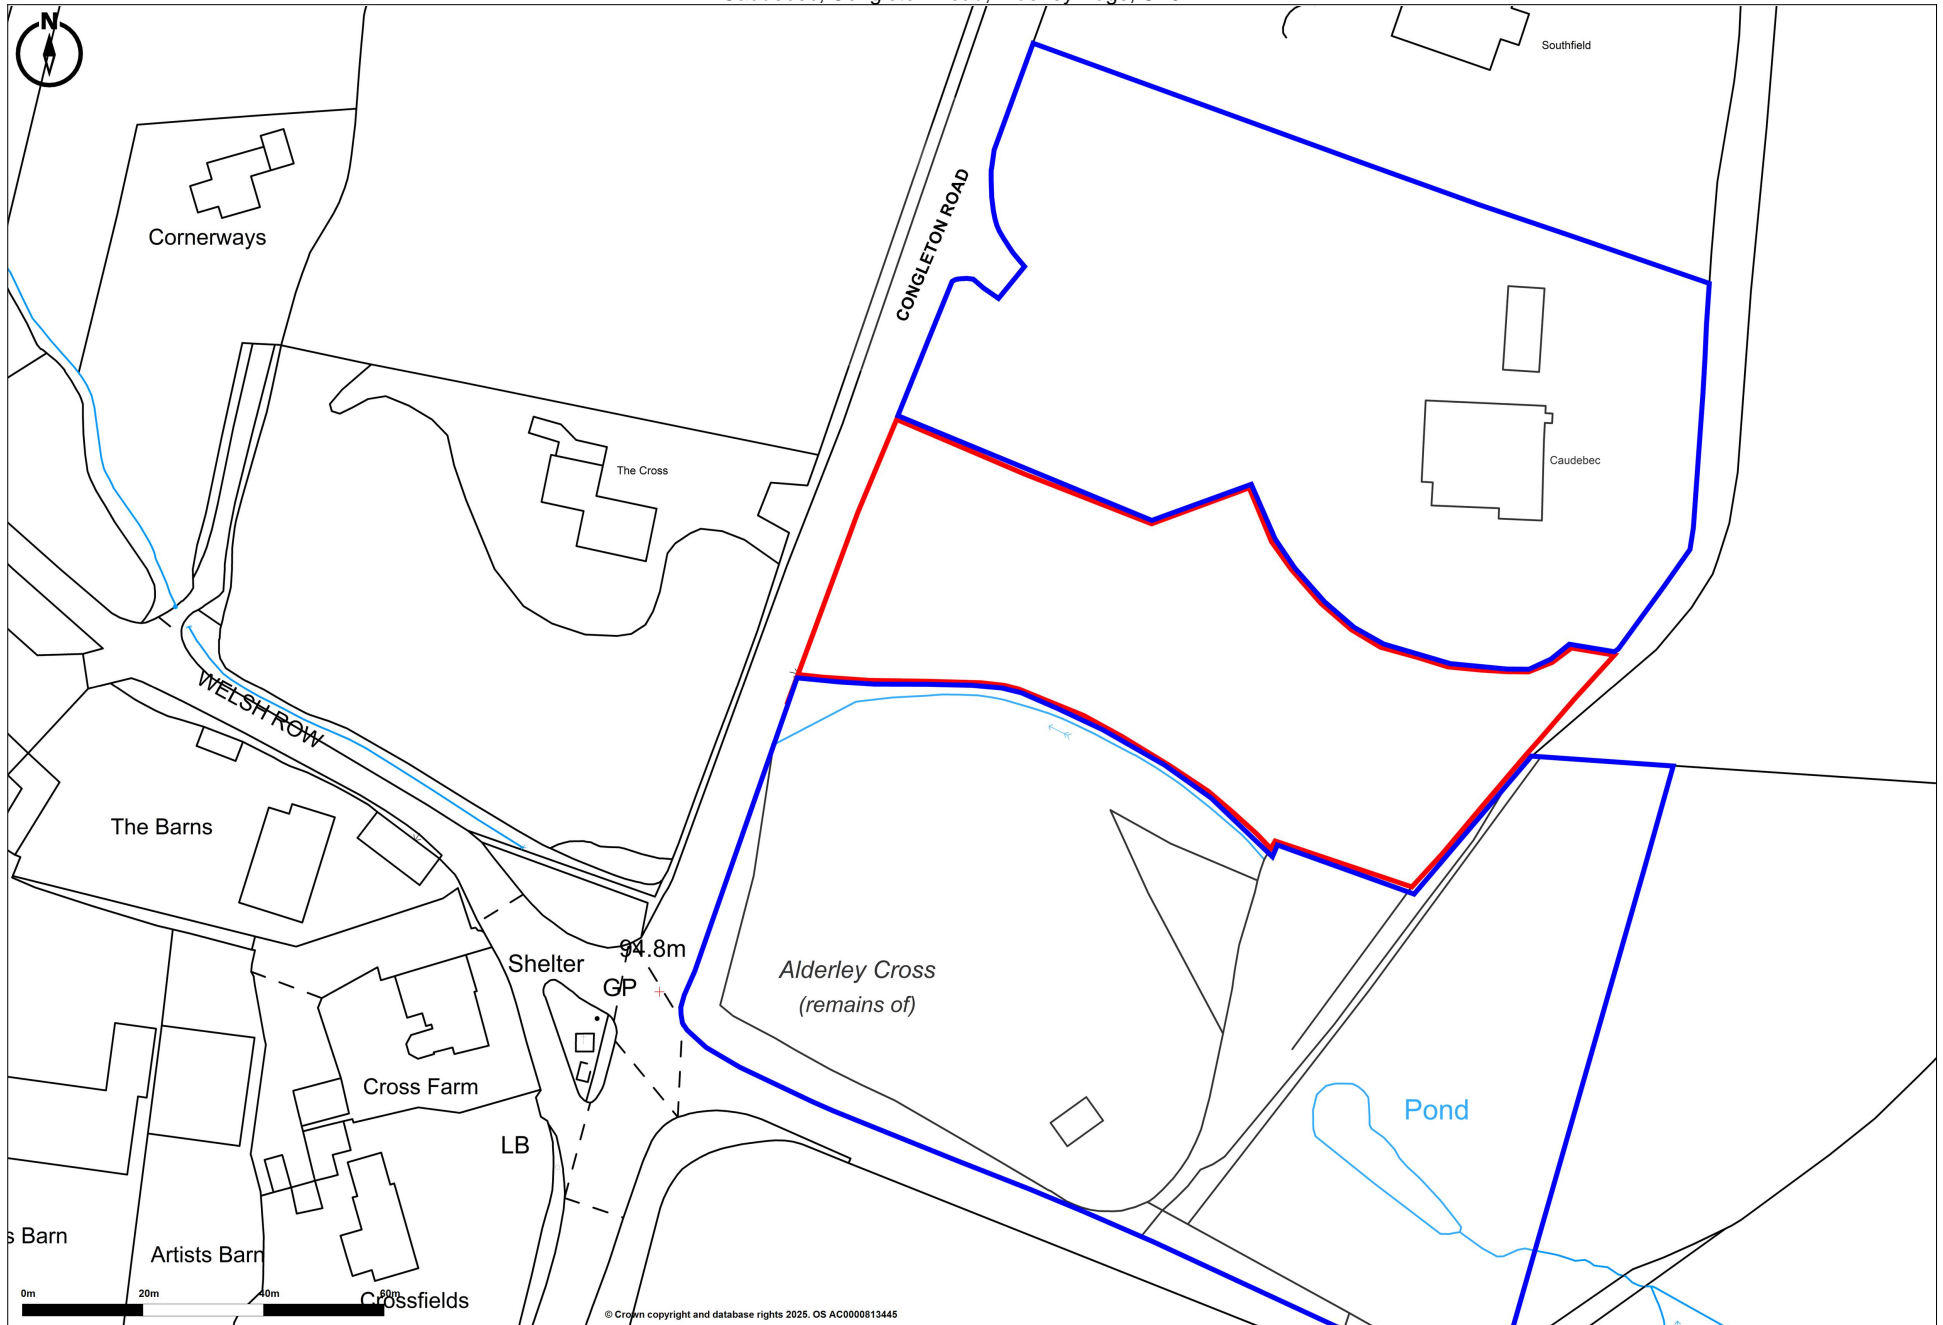 N
Southfield
Cornerways
CONGLETON ROAD
The Cross
Caudebec
WELSH ROW
The Barns
94.8m
Shelter
GP
Alderley Cross
(remains of)
Cross Farm
Pond
LB
s Barn
Artists Barn
Crossfields
0m 20m 40m 60m
© Crown copyright and database rights 2025. OS AC0000813445